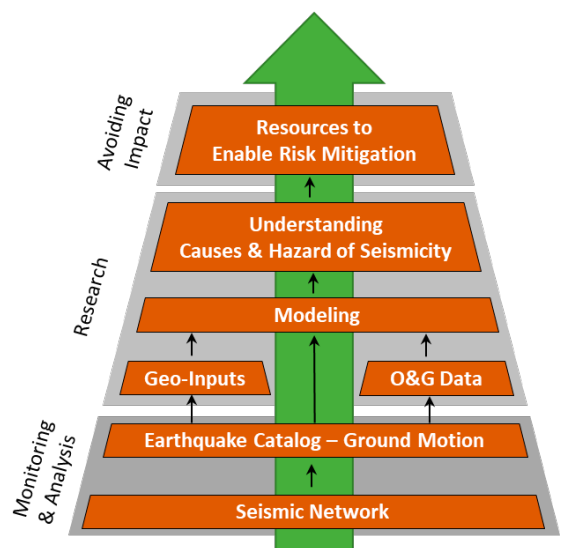 Avoiding
Impact
Resources to
Enable Risk Mitigation
Research
Understanding
Causes & Hazard of Seismicity
Modeling
Geo-Inputs
O&G Data
Monitoring
& Analysis
Earthquake Catalog – Ground Motion
Seismic Network